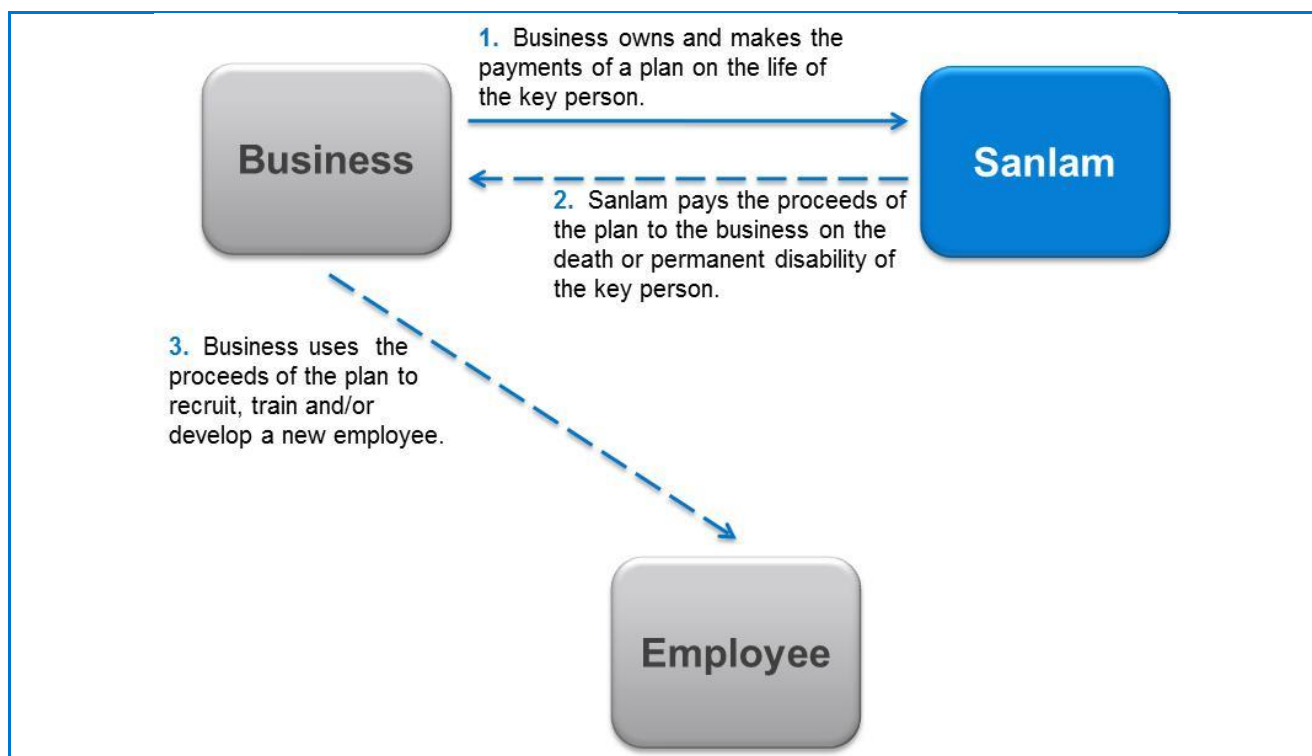 1. Business owns and makes the
payments of a plan on the life of
the key person.
Business
Sanlam
2. Sanlam pays the proceeds of
the plan to the business on the
death or permanent disability of
the key person.
3. Business uses the
proceeds of the plan to
recruit, train and/or
develop a new employee.
Employee